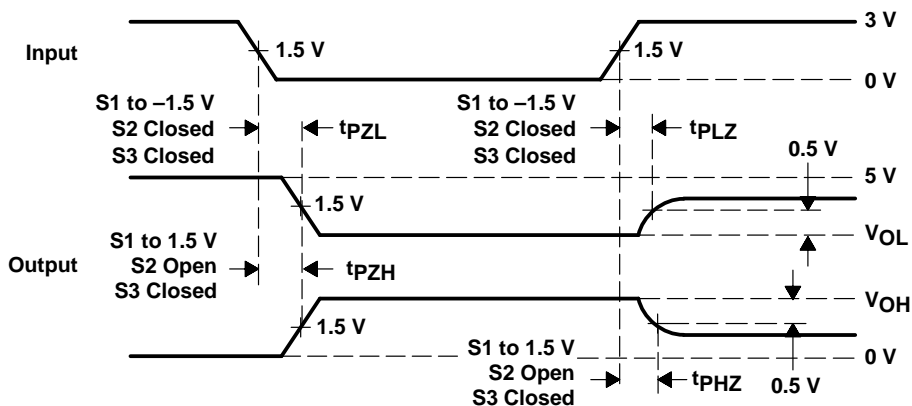 3 V
Input
1.5 V
1.5 V
0 V
S1 to –1.5 V
S2 Closed
S3 Closed
tPZL
S1 to –1.5 V
S2 Closed
S3 Closed
tPLZ
0.5 V
5 V
1.5 V
VOL
Output
S1 to 1.5 V
S2 Open
S3 Closed
tPZH
VOH
1.5 V
S1 to 1.5 V
S2 Open
S3 Closed
tPHZ
0.5 V
0 V